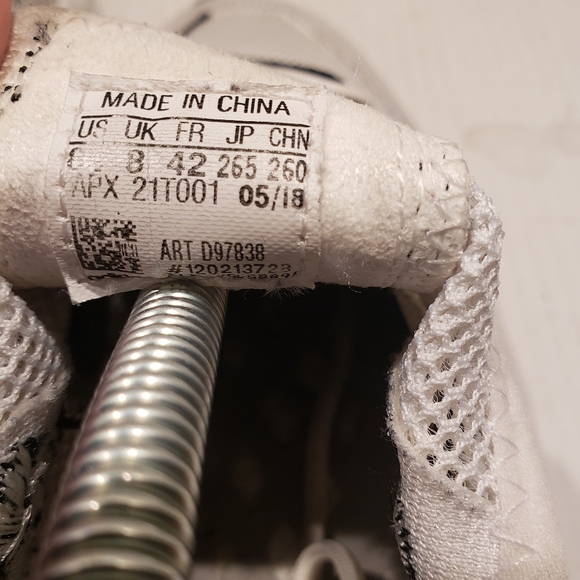 MADE IN CHINA
US UK FR JP CHN
8 42 265 260
APX 21T001 05/18
ART D97838
#120213723